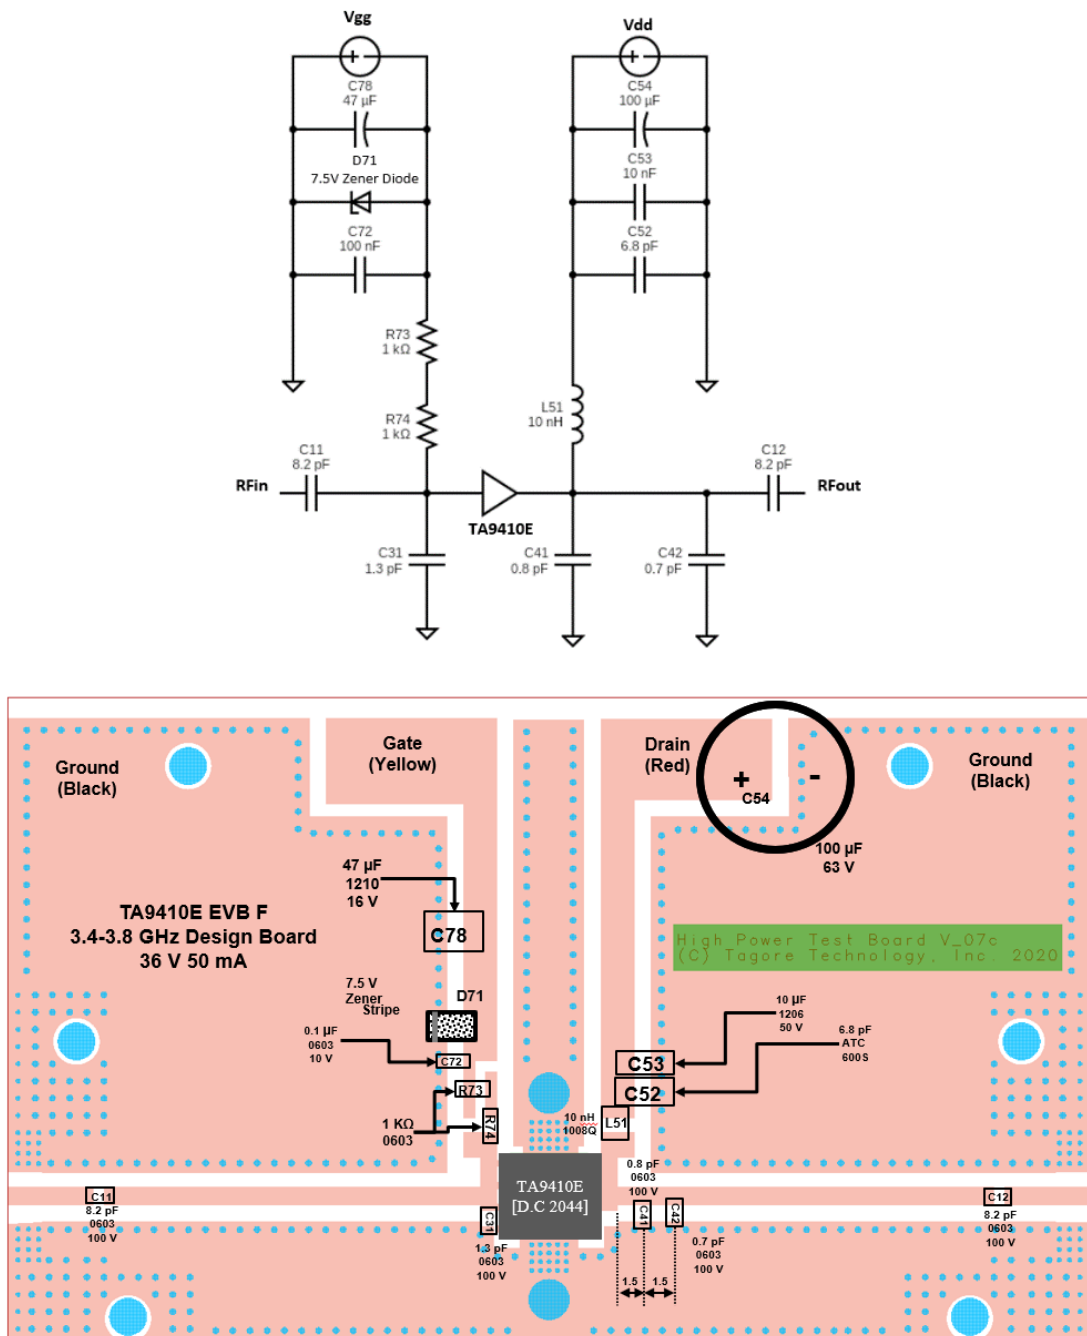 Vgg
Vdd
+
+
C78
47 µF
C54
100 µF
D71
7.5V Zener Diode
C53
10 nF
C72
100 nF
C52
6.8 pF
R73
1 kΩ
R74
1 kΩ
L51
10 nH
C11
8.2 pF
C12
8.2 pF
RFin
RFout
TA9410E
C31
1.3 pF
C41
0.8 pF
C42
0.7 pF
Ground
(Black)
Gate
(Yellow)
Drain
(Red)
Ground
(Black)
+
-
C54
100 µF
63 V
47 µF
1210
16 V
C78
TA9410E EVB F
3.4-3.8 GHz Design Board
36 V 50 mA
High Power Test Board V_07c
(C) Tagore Technology, Inc. 2020
7.5 V
Zener
Stripe
D71
0.1 µF
0603
10 V
C72
10 µF
1206
50 V
6.8 pF
ATC
600S
C53
C52
R73
R74
1 KΩ
0603
10 nH
1008Q
L51
TA9410E
[D.C 2044]
0.8 pF
0603
100 V
C11
8.2 pF
0603
100 V
C31
1.3 pF
0603
100 V
C41
C42
0.7 pF
0603
100 V
C12
8.2 pF
0603
100 V
1.5
1.5